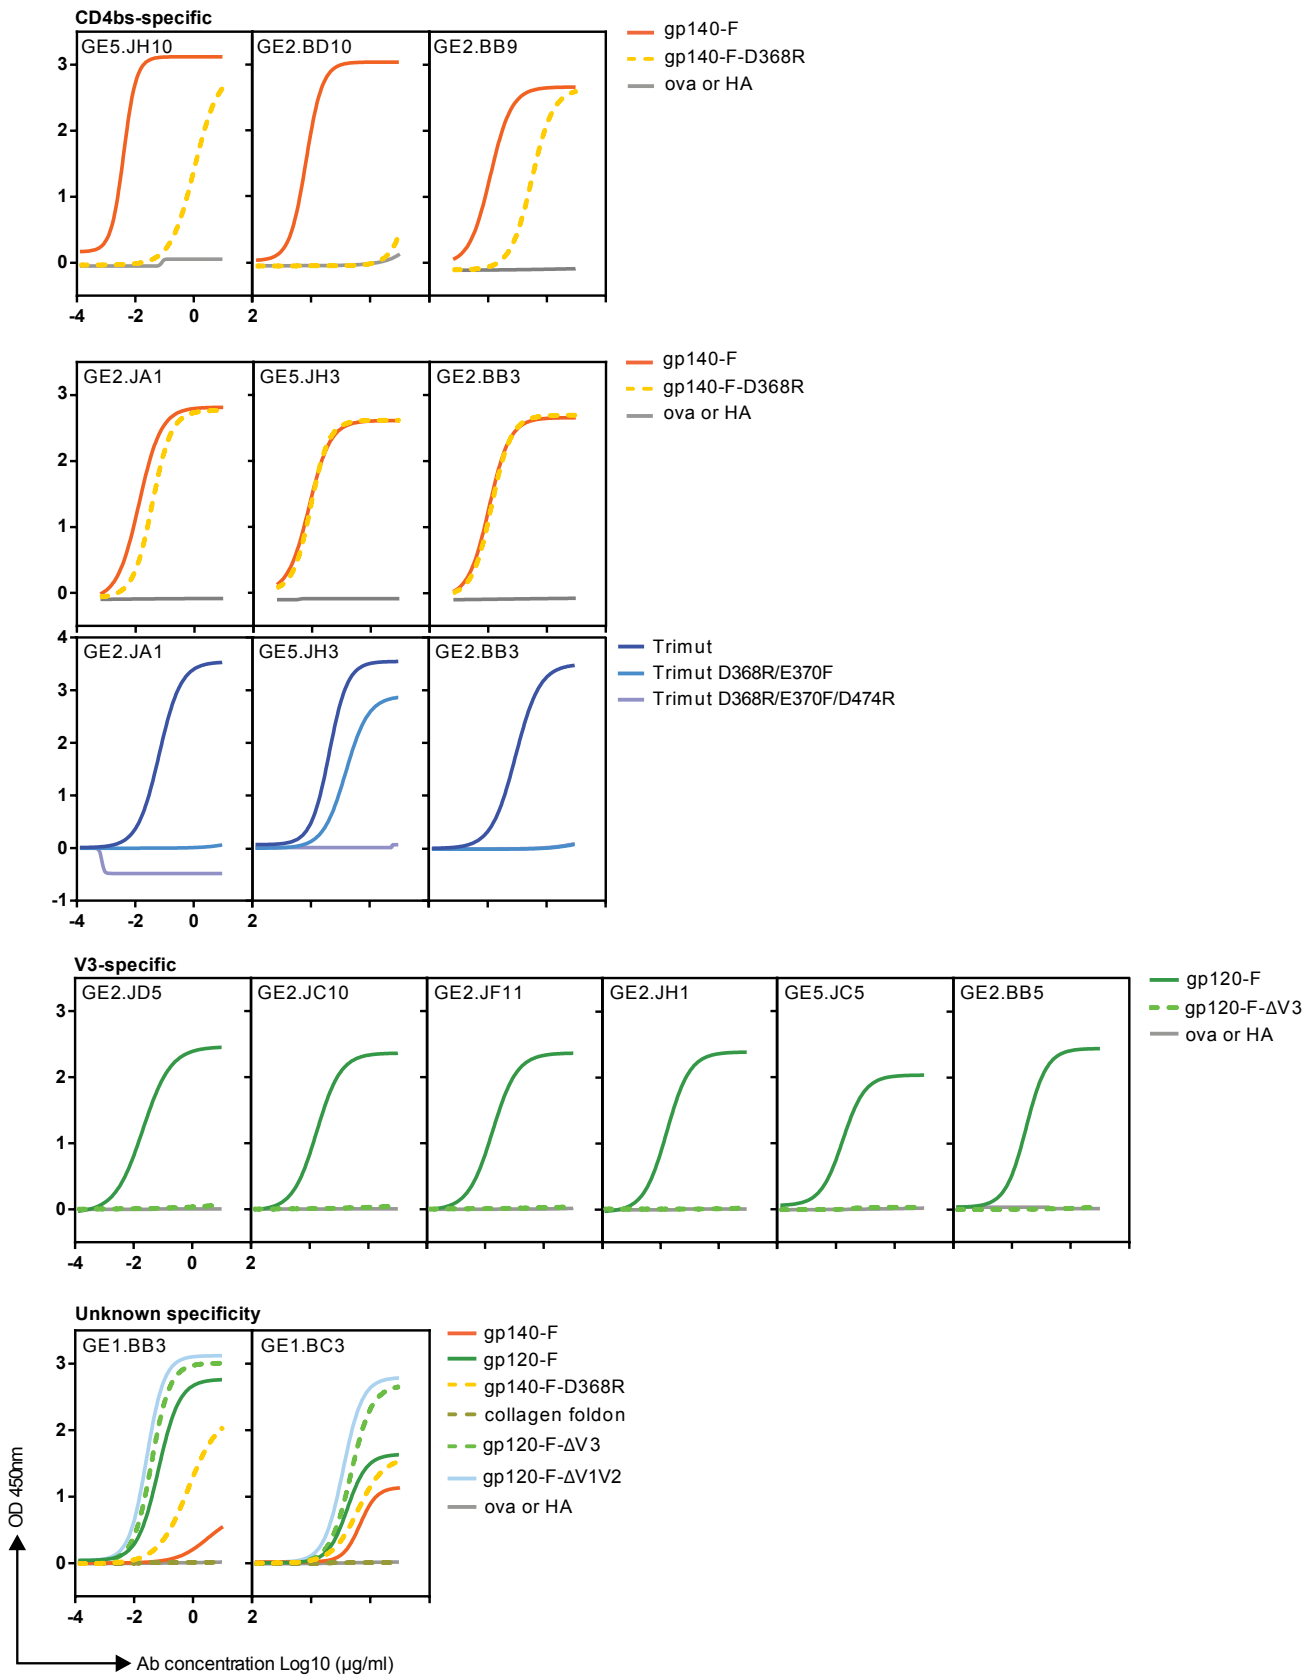 CD4bs-specific
GE5.JH10 GE2.BD10 GE2.BB9
gp140-F
gp140-F-D368R
ova or HA
3
2
1
0
-4 -2 0 2
GE2.JA1 GE5.JH3 GE2.BB3
gp140-F
gp140-F-D368R
ova or HA
3
2
1
0
GE2.JA1 GE5.JH3 GE2.BB3
Trimut
Trimut D368R/E370F
Trimut D368R/E370F/D474R
4
3
2
1
0
-1
-4 -2 0 2
V3-specific
GE2.JD5 GE2.JC10 GE2.JF11 GE2.JH1 GE5.JC5 GE2.BB5
gp120-F
gp120-F-ΔV3
ova or HA
3
2
1
0
-4 -2 0 2
Unknown specificity
GE1.BB3 GE1.BC3
gp140-F
gp120-F
gp140-F-D368R
collagen foldon
gp120-F-ΔV3
gp120-F-ΔV1V2
ova or HA
3
2
1
0
-4 -2 0 2
OD 450nm
Ab concentration Log10 (µg/ml)